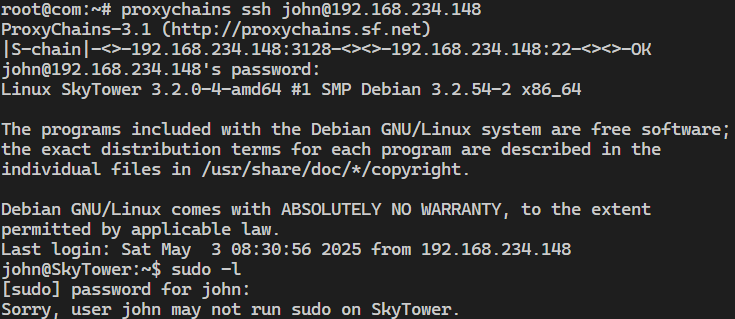 root@com:~# proxychains ssh john@192.168.234.148
ProxyChains-3.1 (http://proxychains.sf.net)
|S-chain|-<>-192.168.234.148:3128-<><>-192.168.234.148:22-<><>-OK
john@192.168.234.148's password:
Linux SkyTower 3.2.0-4-amd64 #1 SMP Debian 3.2.54-2 x86_64

The programs included with the Debian GNU/Linux system are free software;
the exact distribution terms for each program are described in the
individual files in /usr/share/doc/*/copyright.

Debian GNU/Linux comes with ABSOLUTELY NO WARRANTY, to the extent
permitted by applicable law.
Last login: Sat May  3 08:30:56 2025 from 192.168.234.148
john@SkyTower:~$ sudo -l
[sudo] password for john:
Sorry, user john may not run sudo on SkyTower.